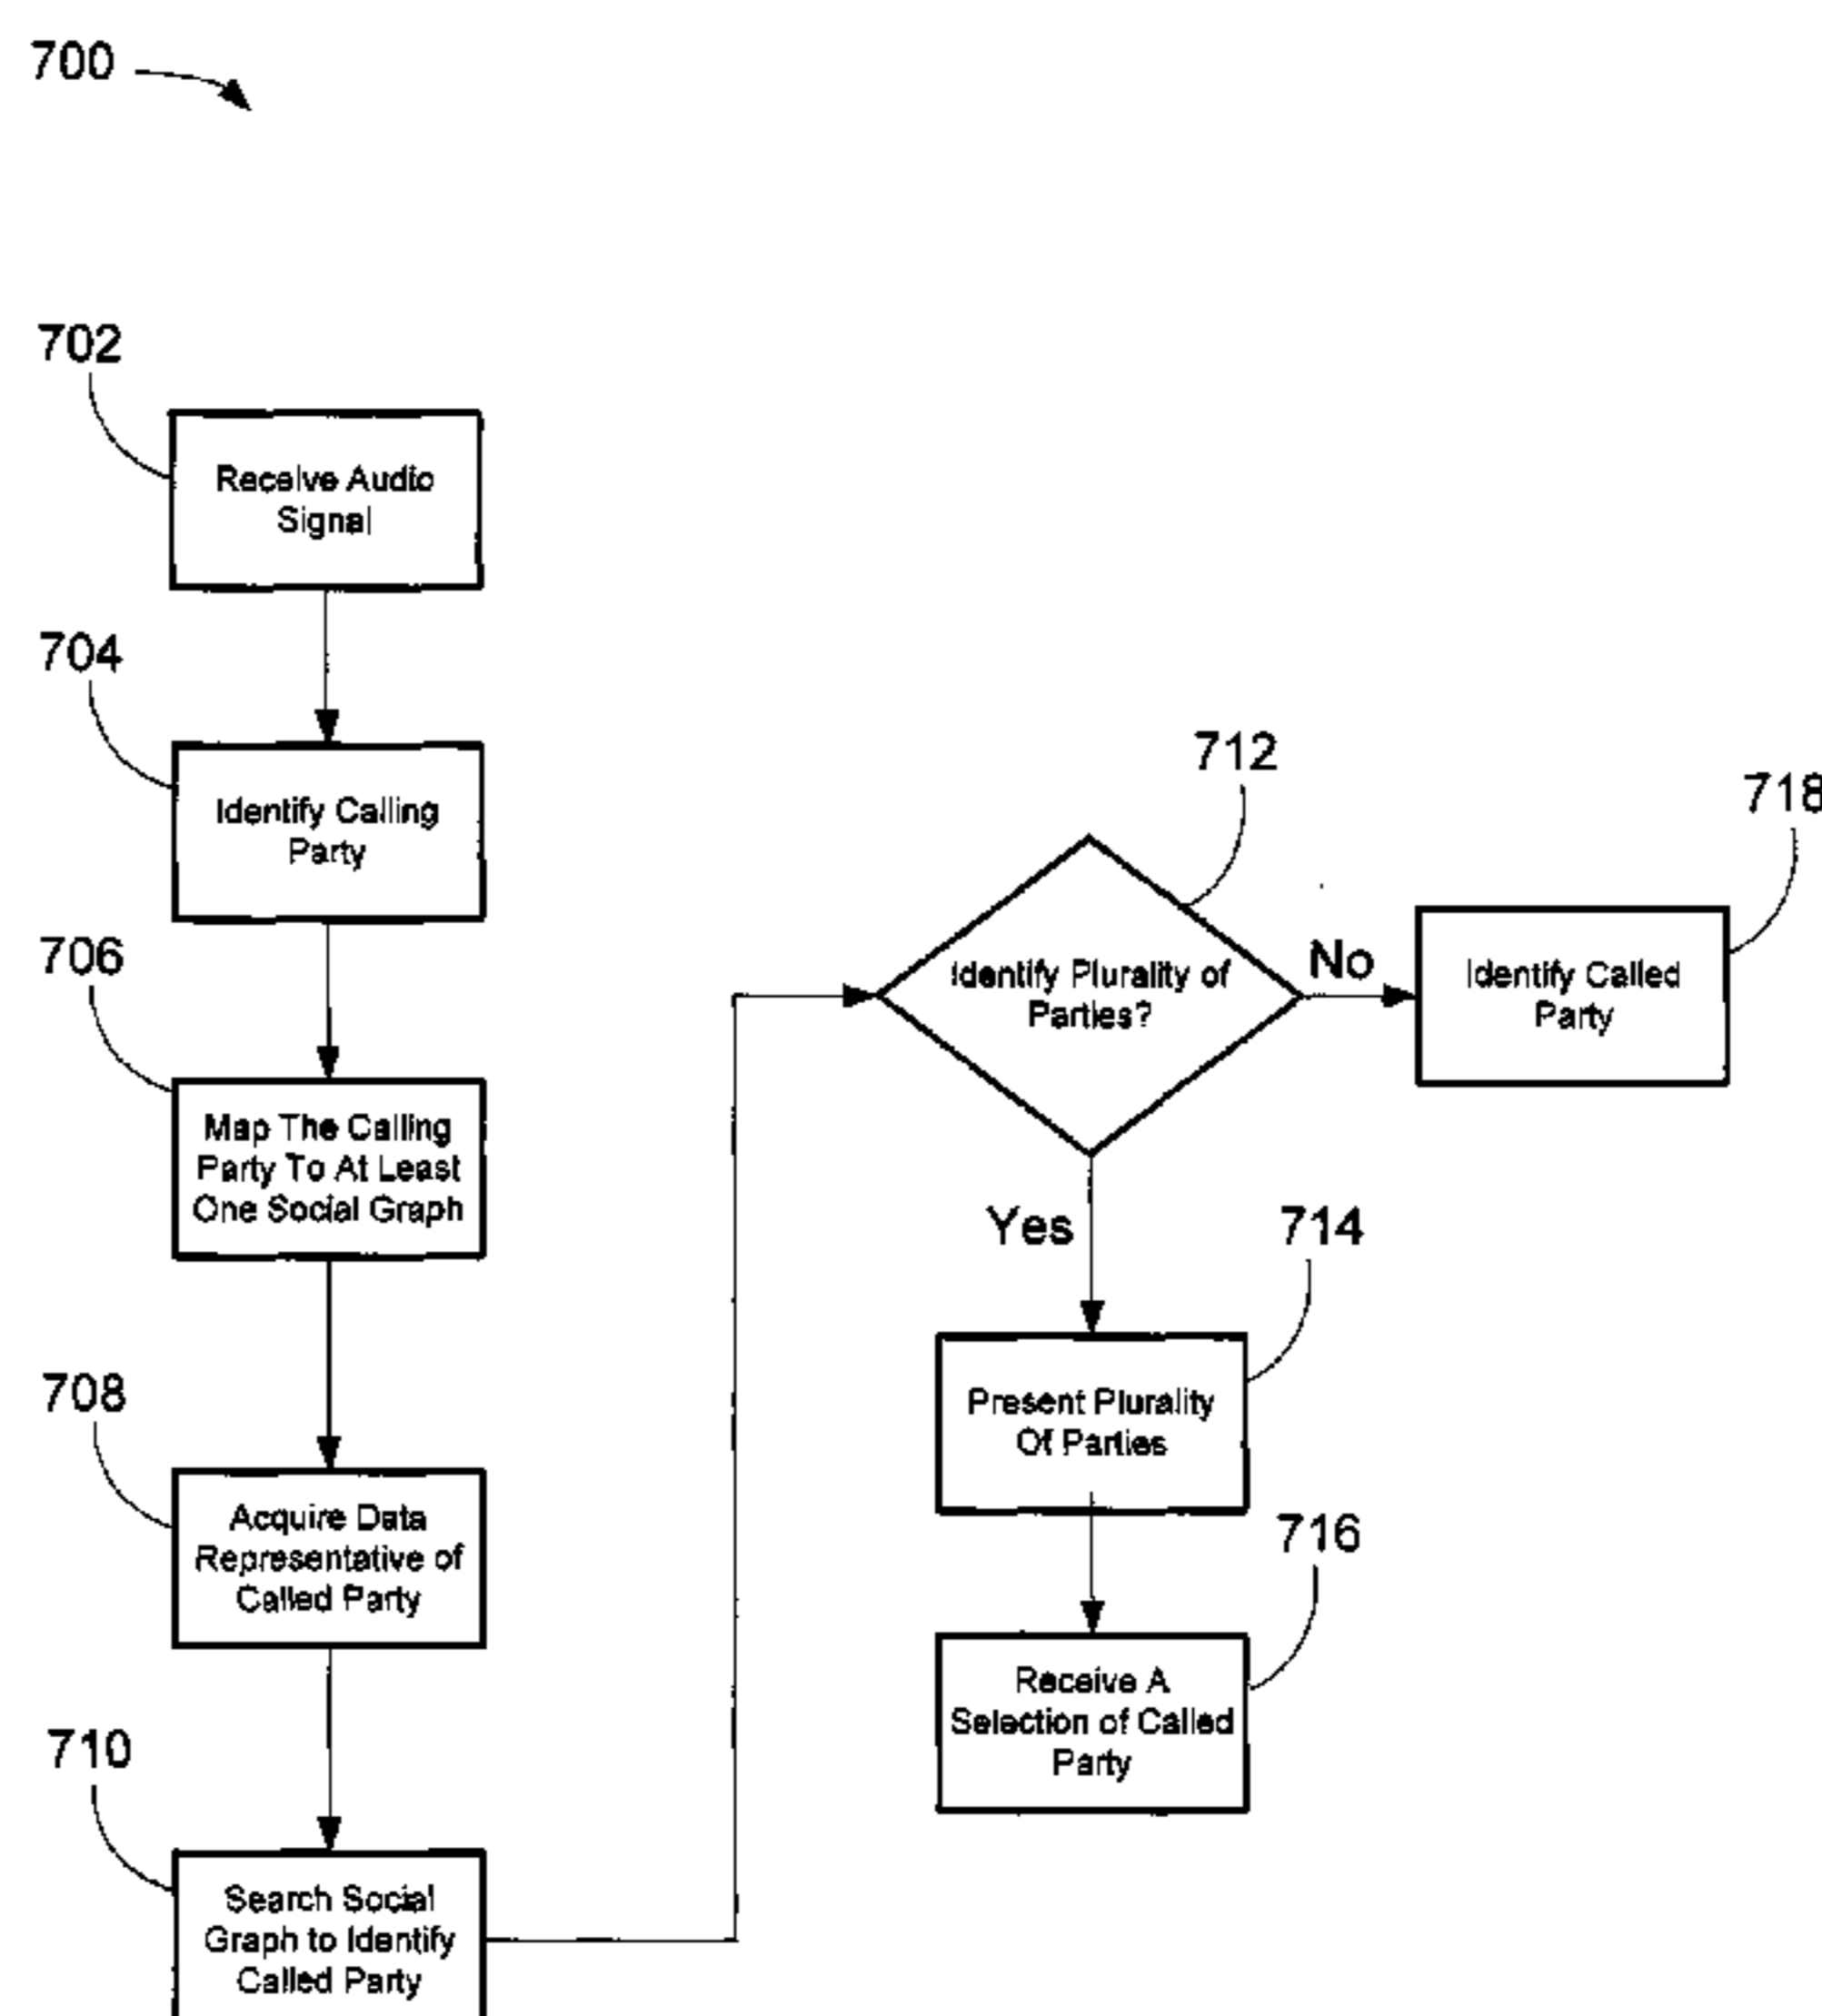 700
702
Receive Audio
Signal
704
Identify Calling
Party
706
Map The Calling
Party To At Least
One Social Graph
708
Acquire Data
Representative of
Called Party
710
Search Social
Graph to Identify
Called Party
712
Identify Plurality of
Parties?
No
718
Identify Called
Party
Yes
714
Present Plurality
Of Parties
716
Receive A
Selection of Called
Party